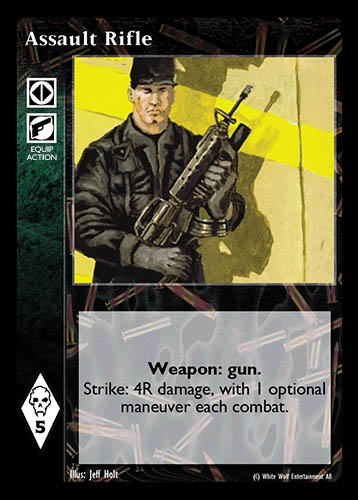 Assault Rifle
EQUIP
ACTION
Weapon: gun.
Strike: 4R damage, with 1 optional
maneuver each combat.
5
Illus: Jeff Holt
(C) White Wolf Entertainment AB